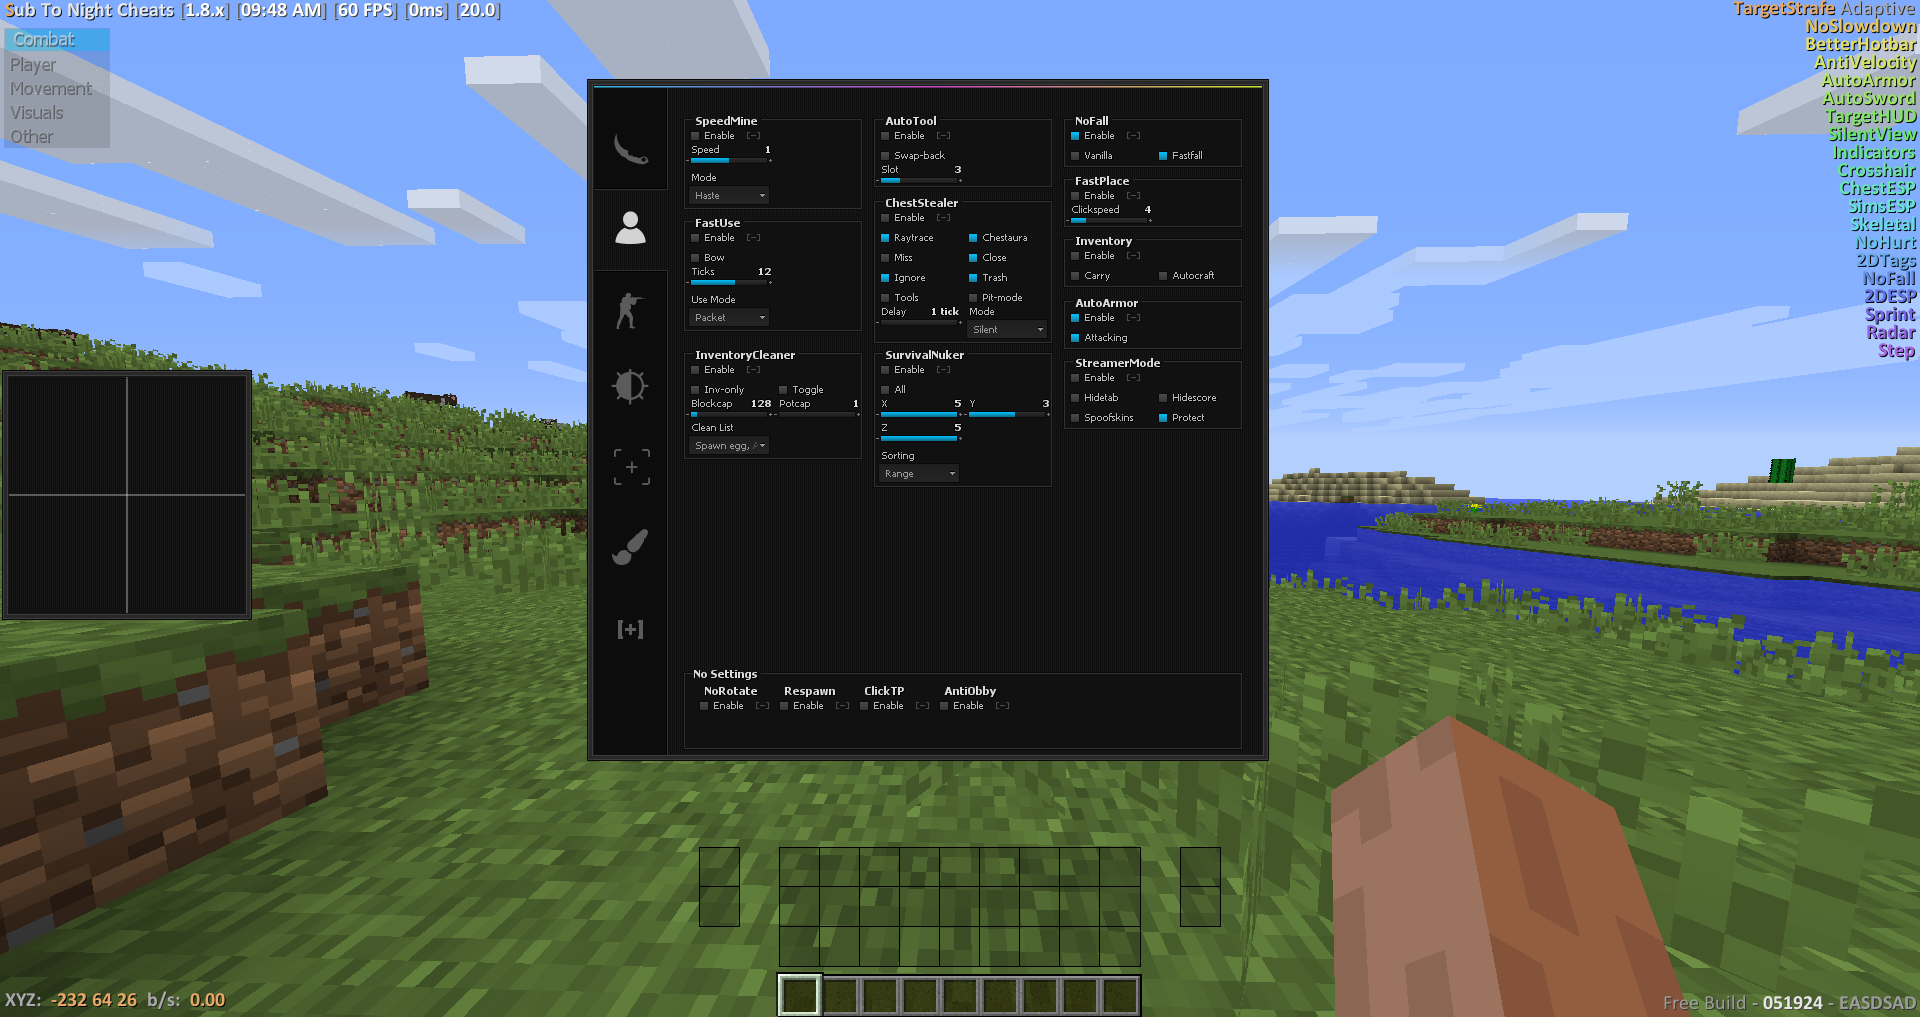 Sub To Night Cheats [1.8.x] [09:48 AM] [60 FPS] [0ms] [20.0]
Combat
Player
Movement
Visuals
Other
TargetStrafe Adaptive
NoSlowdown
BetterHotbar
AntiVelocity
AutoArmor
AutoSword
TargetHUD
SilentView
Indicators
Crosshair
ChestESP
SimsESP
Skeletal
NoHurt
2DTags
NoFall
2DESP
Sprint
Radar
Step
SpeedMine
Enable [-]
Speed 1
Mode
Haste
FastUse
Enable [-]
Bow
Ticks 12
Use Mode
Packet
InventoryCleaner
Enable [-]
Inv-only Toggle
Blockcap 128 Potcap 1
Clean List
Spawn egg, /
AutoTool
Enable [-]
Swap-back
Slot 3
ChestStealer
Enable [-]
Raytrace Chestaura
Miss Close
Ignore Trash
Tools Pit-mode
Delay 1 tick Mode
Silent
SurvivalNuker
Enable [-]
All
X 5 Y 3
Z 5
Sorting
Range
NoFall
Enable [-]
Vanilla Fastfall
FastPlace
Enable [-]
Clickspeed 4
Inventory
Enable [-]
Carry Autocraft
AutoArmor
Enable [-]
Attacking
StreamerMode
Enable [-]
Hidetab Hidescore
Spoofskins Protect
No Settings
NoRotate Respawn ClickTP AntiObby
Enable [-] Enable [-] Enable [-] Enable [-]
XYZ: -232 64 26 b/s: 0.00
Free Build - 051924 - EASDSAD